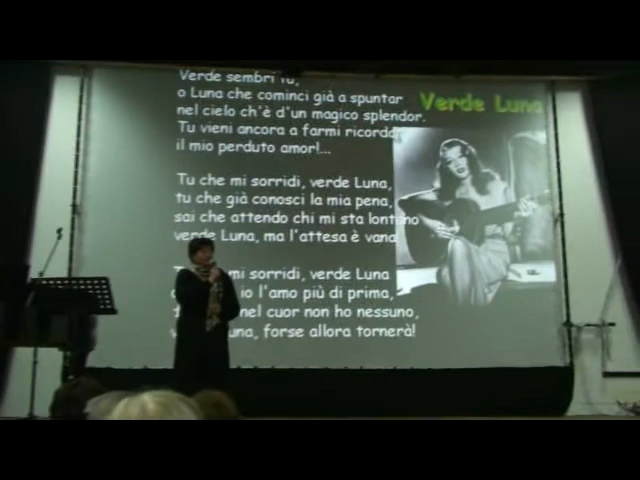 Verde sembri tu,
o Luna che cominci già a spuntar
nel cielo ch'è d'un magico splendor.
Tu vieni ancora a farmi ricordar
il mio perduto amor!...
Verde Luna
Tu che mi sorridi, verde Luna,
tu che già conosci la mia pena,
sai che attendo chi mi sta lontano
verde Luna, ma l'attesa è vana
mi sorridi, verde Luna
io l'amo più di prima,
nel cuor non ho nessuno,
una, forse allora tornerà!